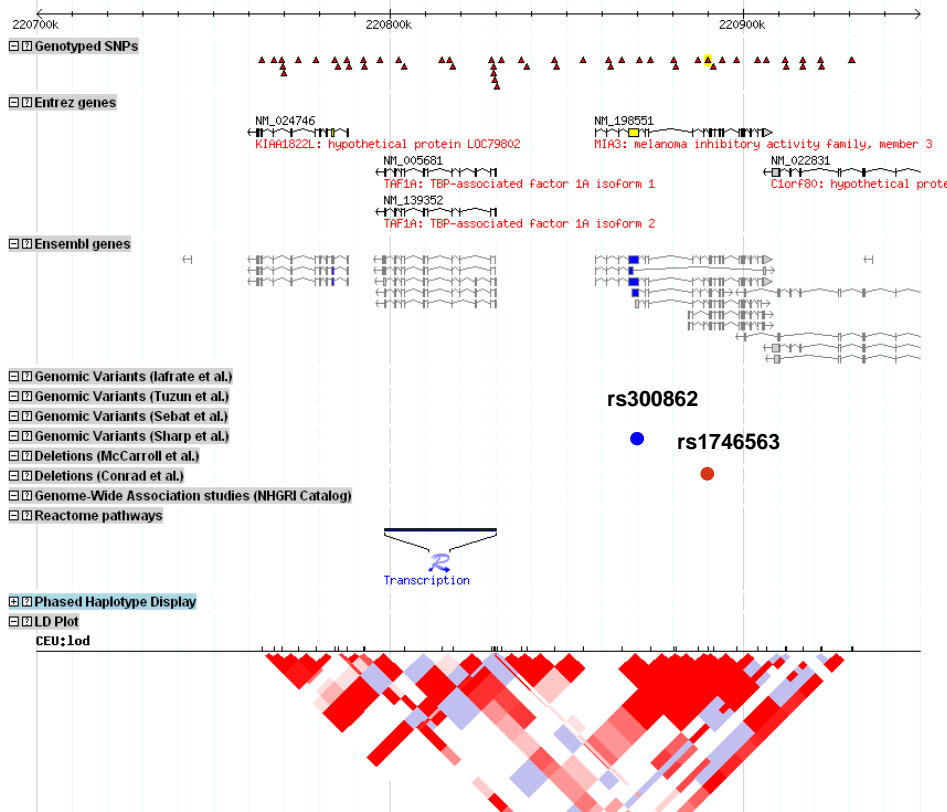 220700k 220800k 220900k
Genotyped SNPs
Entrez genes
NM_024746 NM_198551
KIAA1822L: hypothetical protein LOC79802 MIA3: melanoma inhibitory activity family, member 3
NM_005681 NM_022831
TAF1A: TBP-associated factor 1A isoform 1 C1orf80: hypothetical prote
NM_139352
TAF1A: TBP-associated factor 1A isoform 2
Ensembl genes
Genomic Variants (Iafrate et al.)
Genomic Variants (Tuzun et al.)
rs300862
Genomic Variants (Sebat et al.)
Genomic Variants (Sharp et al.)
rs1746563
Deletions (McCarroll et al.)
Deletions (Conrad et al.)
Genome-Wide Association studies (NHGRI Catalog)
Reactome pathways
R
Transcription
Phased Haplotype Display
LD Plot
CEU:lod